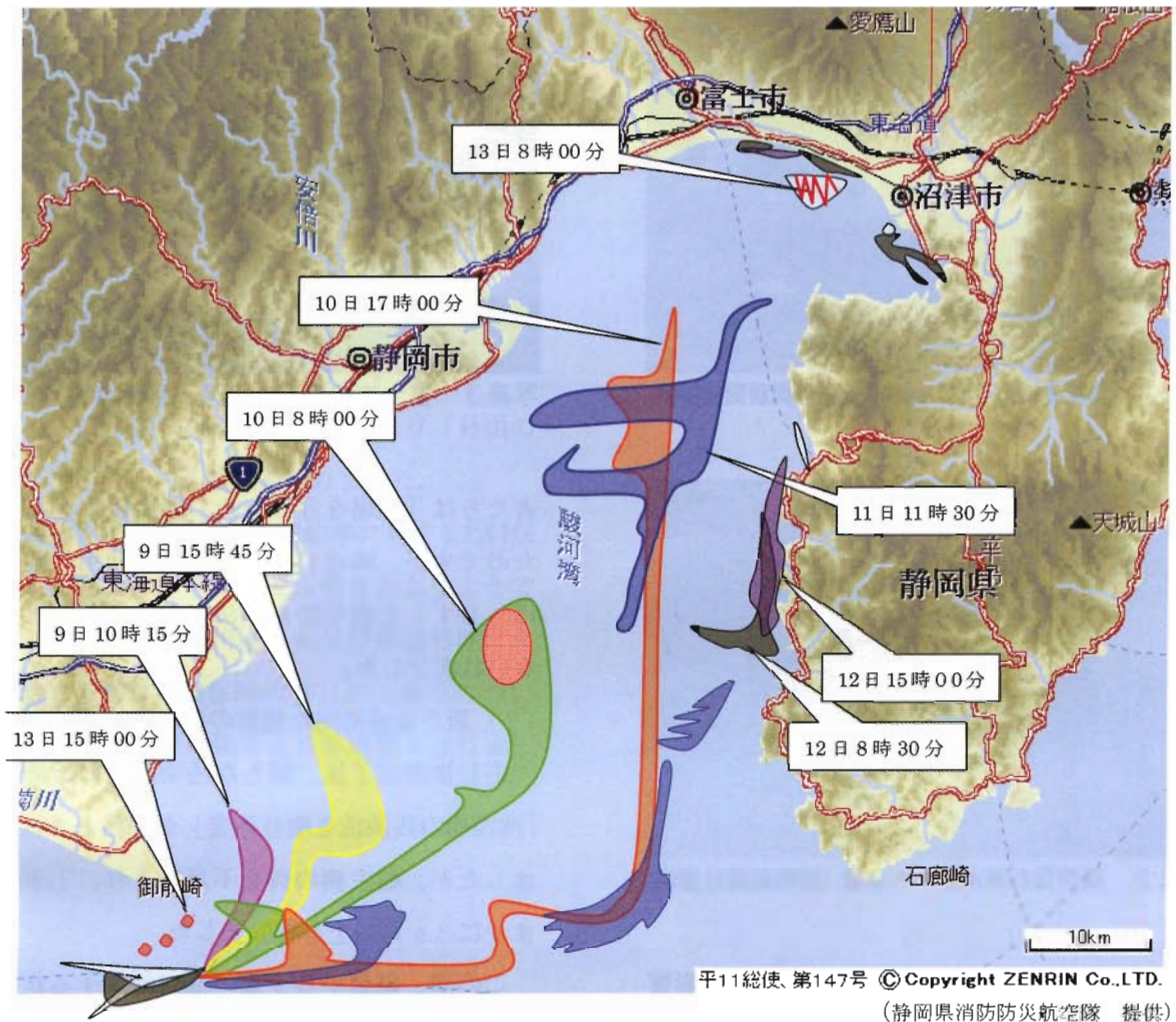 愛鷹山
富士市
東名道
13日8時00分
沼津市
安倍川
10日17時00分
静岡市
10日8時00分
1
11日11時30分
天城山
駿河湾
9日15時45分
静岡県
東海道本線
9日10時15分
12日15時00分
13日15時00分
12日8時30分
菊川
御前崎
石廊崎
10km
平11総使、第147号 ©Copyright ZENRIN Co.,LTD.
(静岡県消防防災航空隊 提供)